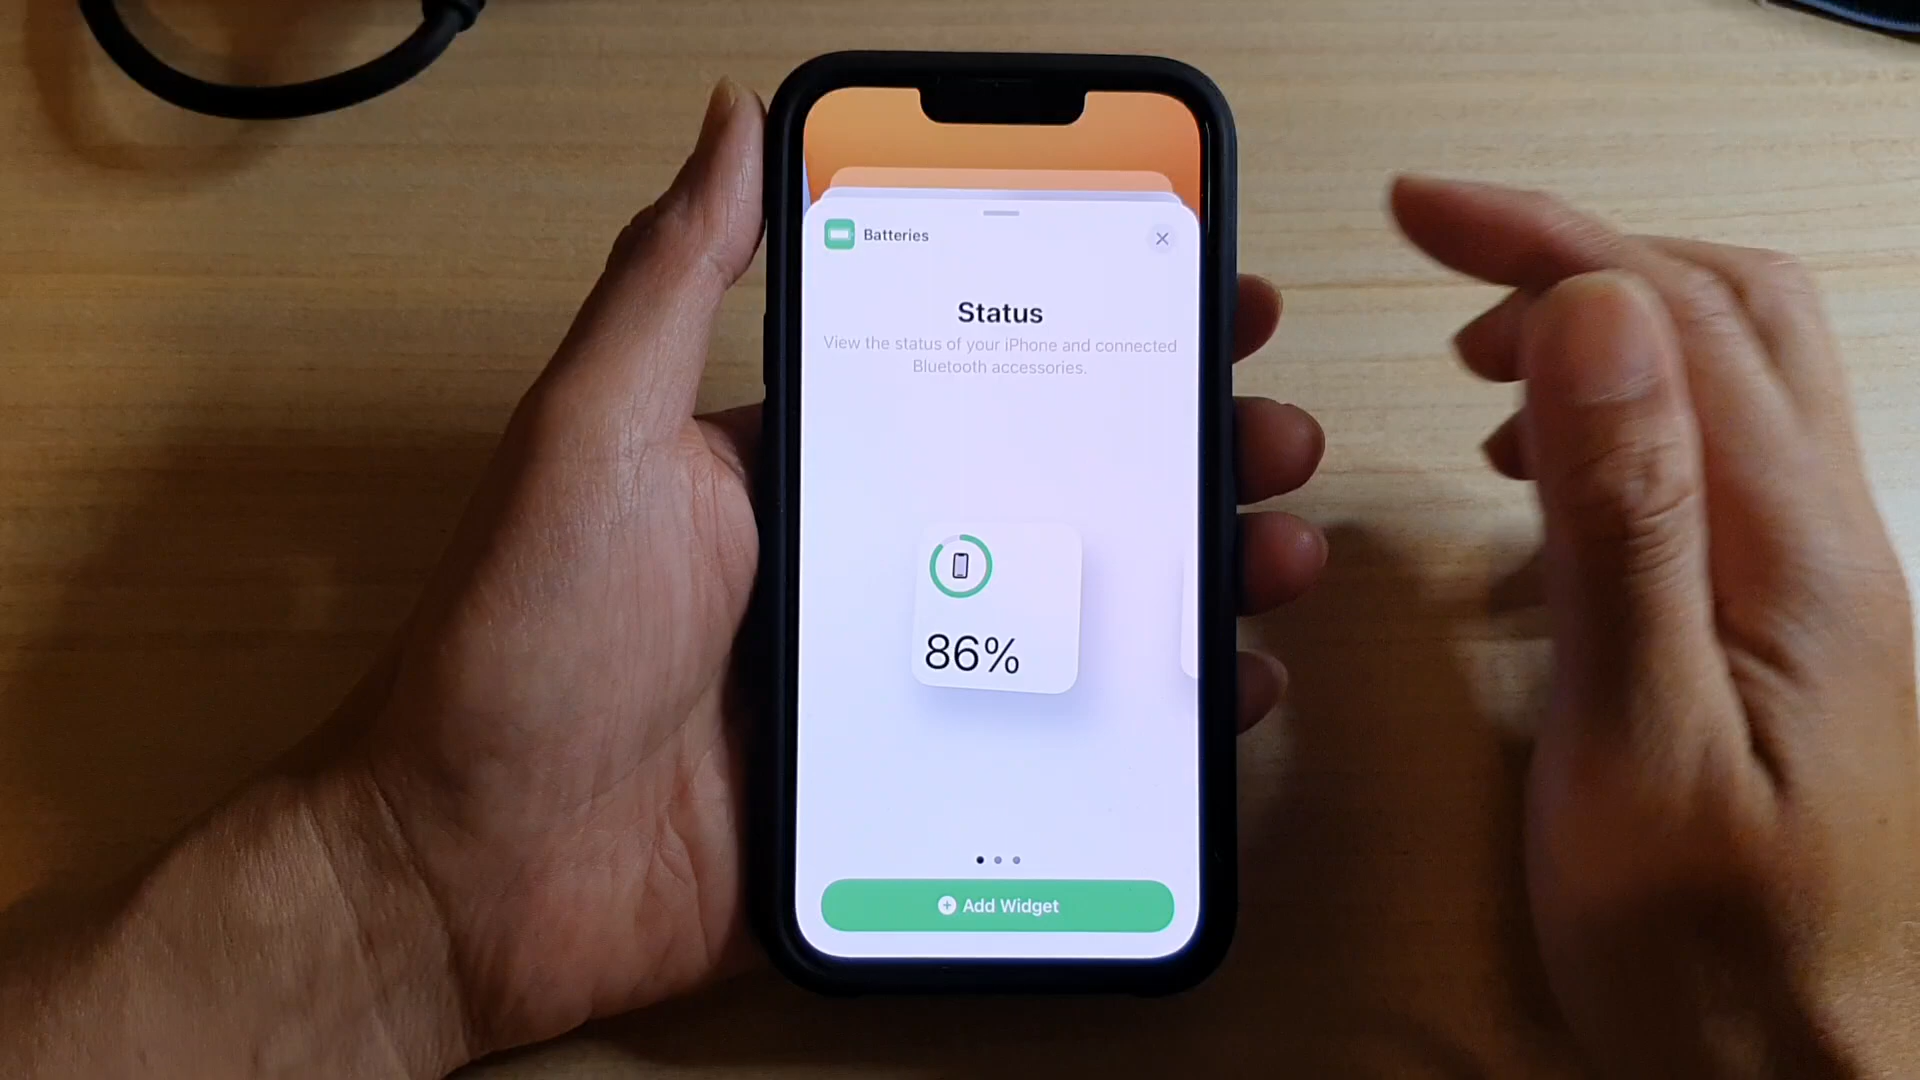 Batteries
Status
View the status of your iPhone and connected
Bluetooth accessories.
86%
Add Widget